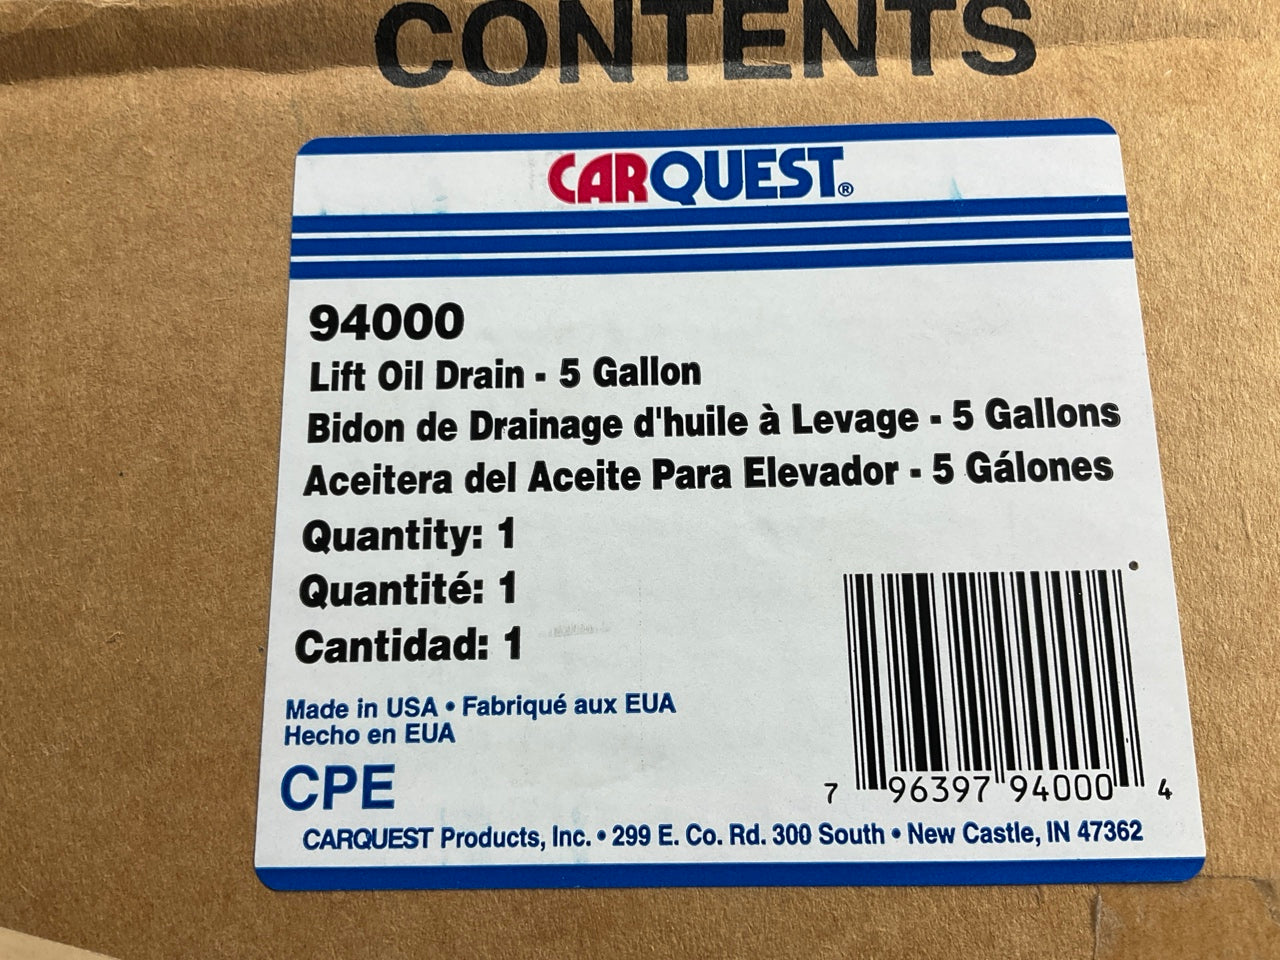 CONTENTS
CARQUEST®
94000
Lift Oil Drain - 5 Gallon
Bidon de Drainage d'huile à Levage - 5 Gallons
Aceitera del Aceite Para Elevador - 5 Gálones
Quantity: 1
Quantité: 1
Cantidad: 1
Made in USA • Fabriqué aux EUA
Hecho en EUA
CPE
7 96397 94000 4
CARQUEST Products, Inc. • 299 E. Co. Rd. 300 South • New Castle, IN 47362